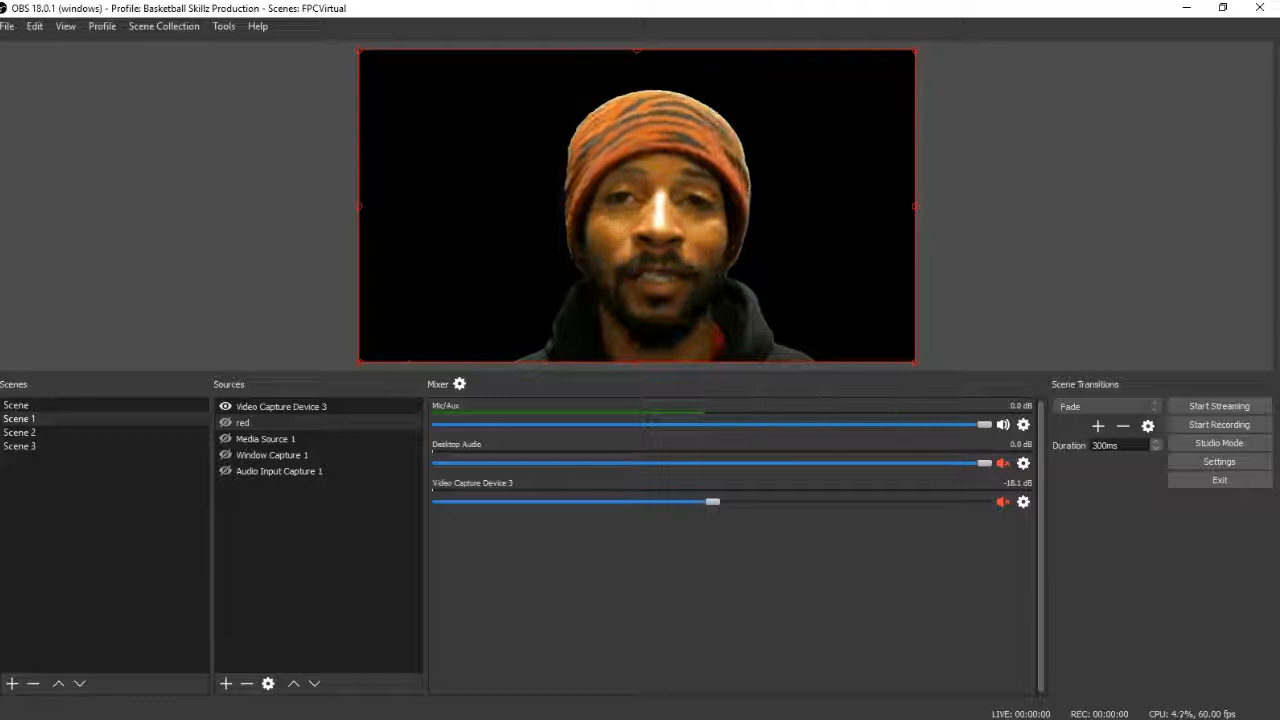 OBS 18.0.1 (windows) - Profile: Basketball Skillz Production - Scenes: FPCVirtual
File Edit View Profile Scene Collection Tools Help
Scenes
Scene
Scene 1
Scene 2
Scene 3
Sources
Video Capture Device 3
red
Media Source 1
Window Capture 1
Audio Input Capture 1
Mixer
Mic/Aux 0.0 dB
Desktop Audio 0.0 dB
Video Capture Device 3 -18.1 dB
Scene Transitions
Fade
Duration 300ms
Start Streaming
Start Recording
Studio Mode
Settings
Exit
LIVE: 00:00:00 REC: 00:00:00 CPU: 4.2%, 60.00 fps